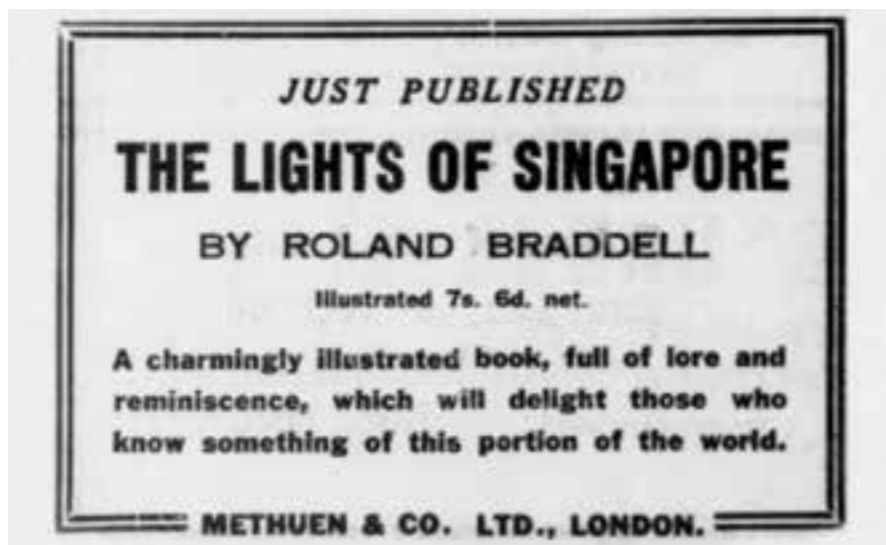 JUST PUBLISHED
THE LIGHTS OF SINGAPORE
BY ROLAND BRADDELL
Illustrated 7s. 6d. net.
A charmingly illustrated book, full of lore and
reminiscence, which will delight those who
know something of this portion of the world.
METHUEN & CO. LTD., LONDON.